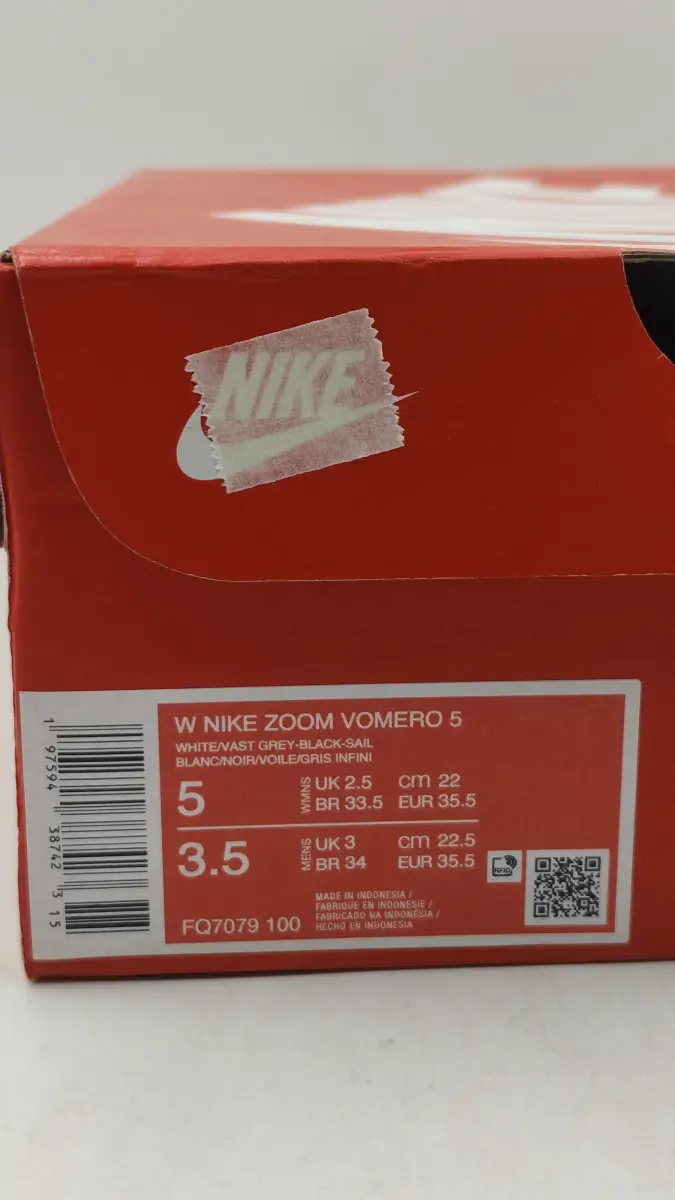 NIKE
W NIKE ZOOM VOMERO 5
WHITE/VAST GREY-BLACK-SAIL
BLANC/NOIR/VOILE/GRIS INFINI
5 WMNS UK 2.5 cm 22
BR 33.5 EUR 35.5
3.5 MENS UK 3 cm 22.5
BR 34 EUR 35.5
RFID
FQ7079 100
MADE IN INDONESIA /
FABRIQUE EN INDONESIE /
FABRICADO NA INDONÉSIA /
HECHO EN INDONESIA
1 97594 38742 3 15